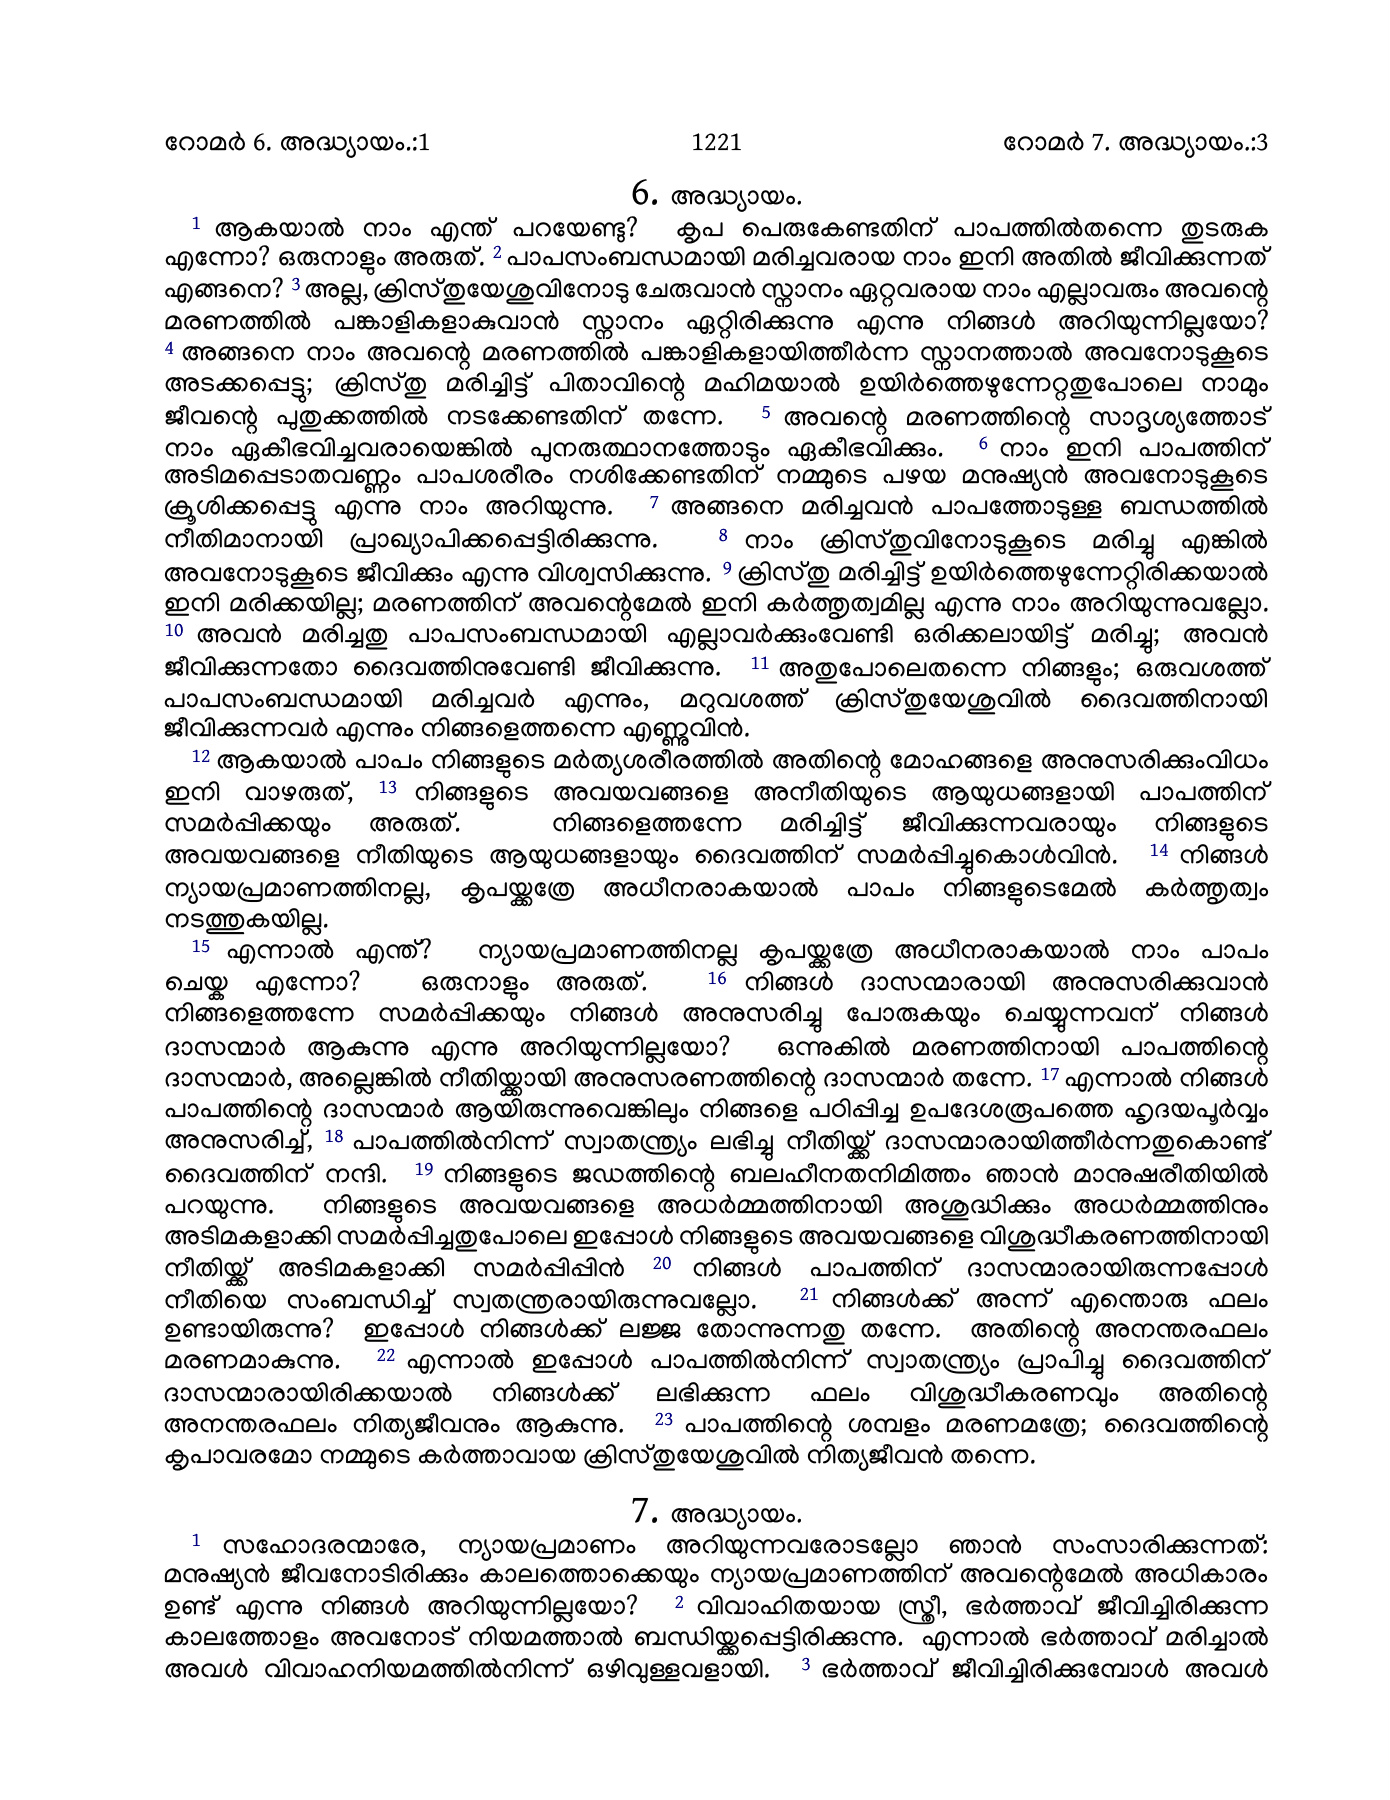 റോമർ 6. അദ്ധ്യായം.:1 1221 റോമർ 7. അദ്ധ്യായം.:3
6. അദ്ധ്യായം.
1 ആകയാൽ നാം എന്ത് പറയേണ്ടു? കൃപ പെരുകേണ്ടതിന് പാപത്തിൽതന്നെ തുടരുക
എന്നോ? ഒരുനാളും അരുത്. 2 പാപസംബന്ധമായി മരിച്ചവരായ നാം ഇനി അതിൽ ജീവിക്കുന്നത്
എങ്ങനെ? 3 അല്ല, ക്രിസ്തുയേശുവിനോടു ചേരുവാൻ സ്നാനം ഏറ്റവരായ നാം എല്ലാവരും അവന്റെ
മരണത്തിൽ പങ്കാളികളാകുവാൻ സ്നാനം ഏറ്റിരിക്കുന്നു എന്നു നിങ്ങൾ അറിയുന്നില്ലയോ?
4 അങ്ങനെ നാം അവന്റെ മരണത്തിൽ പങ്കാളികളായിത്തീർന്ന സ്നാനത്താൽ അവനോടുകൂടെ
അടക്കപ്പെട്ടു; ക്രിസ്തു മരിച്ചിട്ട് പിതാവിന്റെ മഹിമയാൽ ഉയിർത്തെഴുന്നേറ്റതുപോലെ നാമും
ജീവന്റെ പുതുക്കത്തിൽ നടക്കേണ്ടതിന് തന്നേ. 5 അവന്റെ മരണത്തിന്റെ സാദൃശ്യത്തോട്
നാം ഏകീഭവിച്ചവരായെങ്കിൽ പുനരുത്ഥാനത്തോടും ഏകീഭവിക്കും. 6 നാം ഇനി പാപത്തിന്
അടിമപ്പെടാതവണ്ണം പാപശരീരം നശിക്കേണ്ടതിന് നമ്മുടെ പഴയ മനുഷ്യൻ അവനോടുകൂടെ
ക്രൂശിക്കപ്പെട്ടു എന്നു നാം അറിയുന്നു. 7 അങ്ങനെ മരിച്ചവൻ പാപത്തോടുള്ള ബന്ധത്തിൽ
നീതിമാനായി പ്രാഖ്യാപിക്കപ്പെട്ടിരിക്കുന്നു. 8 നാം ക്രിസ്തുവിനോടുകൂടെ മരിച്ചു എങ്കിൽ
അവനോടുകൂടെ ജീവിക്കും എന്നു വിശ്വസിക്കുന്നു. 9 ക്രിസ്തു മരിച്ചിട്ട് ഉയിർത്തെഴുന്നേറ്റിരിക്കയാൽ
ഇനി മരിക്കയില്ല; മരണത്തിന് അവന്റെമേൽ ഇനി കർത്തൃത്വമില്ല എന്നു നാം അറിയുന്നുവല്ലോ.
10 അവൻ മരിച്ചതു പാപസംബന്ധമായി എല്ലാവർക്കുംവേണ്ടി ഒരിക്കലായിട്ട് മരിച്ചു; അവൻ
ജീവിക്കുന്നതോ ദൈവത്തിനുവേണ്ടി ജീവിക്കുന്നു. 11 അതുപോലെതന്നെ നിങ്ങളും; ഒരുവശത്ത്
പാപസംബന്ധമായി മരിച്ചവർ എന്നും, മറുവശത്ത് ക്രിസ്തുയേശുവിൽ ദൈവത്തിനായി
ജീവിക്കുന്നവർ എന്നും നിങ്ങളെത്തന്നെ എണ്ണുവിൻ.
12 ആകയാൽ പാപം നിങ്ങളുടെ മർത്യശരീരത്തിൽ അതിന്റെ മോഹങ്ങളെ അനുസരിക്കുംവിധം
ഇനി വാഴരുത്, 13 നിങ്ങളുടെ അവയവങ്ങളെ അനീതിയുടെ ആയുധങ്ങളായി പാപത്തിന്
സമർപ്പിക്കയും അരുത്. നിങ്ങളെത്തന്നേ മരിച്ചിട്ട് ജീവിക്കുന്നവരായും നിങ്ങളുടെ
അവയവങ്ങളെ നീതിയുടെ ആയുധങ്ങളായും ദൈവത്തിന് സമർപ്പിച്ചുകൊൾവിൻ. 14 നിങ്ങൾ
ന്യായപ്രമാണത്തിനല്ല, കൃപയ്ക്കത്രേ അധീനരാകയാൽ പാപം നിങ്ങളുടെമേൽ കർത്തൃത്വം
നടത്തുകയില്ല.
15 എന്നാൽ എന്ത്? ന്യായപ്രമാണത്തിനല്ല കൃപയ്ക്കത്രേ അധീനരാകയാൽ നാം പാപം
ചെയ്ക എന്നോ? ഒരുനാളും അരുത്. 16 നിങ്ങൾ ദാസന്മാരായി അനുസരിക്കുവാൻ
നിങ്ങളെത്തന്നേ സമർപ്പിക്കയും നിങ്ങൾ അനുസരിച്ചു പോരുകയും ചെയ്യുന്നവന് നിങ്ങൾ
ദാസന്മാർ ആകുന്നു എന്നു അറിയുന്നില്ലയോ? ഒന്നുകിൽ മരണത്തിനായി പാപത്തിന്റെ
ദാസന്മാർ, അല്ലെങ്കിൽ നീതിയ്ക്കായി അനുസരണത്തിന്റെ ദാസന്മാർ തന്നേ. 17 എന്നാൽ നിങ്ങൾ
പാപത്തിന്റെ ദാസന്മാർ ആയിരുന്നുവെങ്കിലും നിങ്ങളെ പഠിപ്പിച്ച ഉപദേശരൂപത്തെ ഹൃദയപൂർവ്വം
അനുസരിച്ച്, 18 പാപത്തിൽനിന്ന് സ്വാതന്ത്ര്യം ലഭിച്ചു നീതിയ്ക്ക് ദാസന്മാരായിത്തീർന്നതുകൊണ്ട്
ദൈവത്തിന് നന്ദി. 19 നിങ്ങളുടെ ജഡത്തിന്റെ ബലഹീനതനിമിത്തം ഞാൻ മാനുഷരീതിയിൽ
പറയുന്നു. നിങ്ങളുടെ അവയവങ്ങളെ അധർമ്മത്തിനായി അശുദ്ധിക്കും അധർമ്മത്തിനും
അടിമകളാക്കി സമർപ്പിച്ചതുപോലെ ഇപ്പോൾ നിങ്ങളുടെ അവയവങ്ങളെ വിശുദ്ധീകരണത്തിനായി
നീതിയ്ക്ക് അടിമകളാക്കി സമർപ്പിപ്പിൻ 20 നിങ്ങൾ പാപത്തിന് ദാസന്മാരായിരുന്നപ്പോൾ
നീതിയെ സംബന്ധിച്ച് സ്വതന്ത്രരായിരുന്നുവല്ലോ. 21 നിങ്ങൾക്ക് അന്ന് എന്തൊരു ഫലം
ഉണ്ടായിരുന്നു? ഇപ്പോൾ നിങ്ങൾക്ക് ലജ്ജ തോന്നുന്നതു തന്നേ. അതിന്റെ അനന്തരഫലം
മരണമാകുന്നു. 22 എന്നാൽ ഇപ്പോൾ പാപത്തിൽനിന്ന് സ്വാതന്ത്ര്യം പ്രാപിച്ചു ദൈവത്തിന്
ദാസന്മാരായിരിക്കയാൽ നിങ്ങൾക്ക് ലഭിക്കുന്ന ഫലം വിശുദ്ധീകരണവും അതിന്റെ
അനന്തരഫലം നിത്യജീവനും ആകുന്നു. 23 പാപത്തിന്റെ ശമ്പളം മരണമത്രേ; ദൈവത്തിന്റെ
കൃപാവരമോ നമ്മുടെ കർത്താവായ ക്രിസ്തുയേശുവിൽ നിത്യജീവൻ തന്നെ.
7. അദ്ധ്യായം.
1 സഹോദരന്മാരേ, ന്യായപ്രമാണം അറിയുന്നവരോടല്ലോ ഞാൻ സംസാരിക്കുന്നത്:
മനുഷ്യൻ ജീവനോടിരിക്കും കാലത്തൊക്കെയും ന്യായപ്രമാണത്തിന് അവന്റെമേൽ അധികാരം
ഉണ്ട് എന്നു നിങ്ങൾ അറിയുന്നില്ലയോ? 2 വിവാഹിതയായ സ്ത്രീ, ഭർത്താവ് ജീവിച്ചിരിക്കുന്ന
കാലത്തോളം അവനോട് നിയമത്താൽ ബന്ധിയ്ക്കപ്പെട്ടിരിക്കുന്നു. എന്നാൽ ഭർത്താവ് മരിച്ചാൽ
അവൾ വിവാഹനിയമത്തിൽനിന്ന് ഒഴിവുള്ളവളായി. 3 ഭർത്താവ് ജീവിച്ചിരിക്കുമ്പോൾ അവൾ